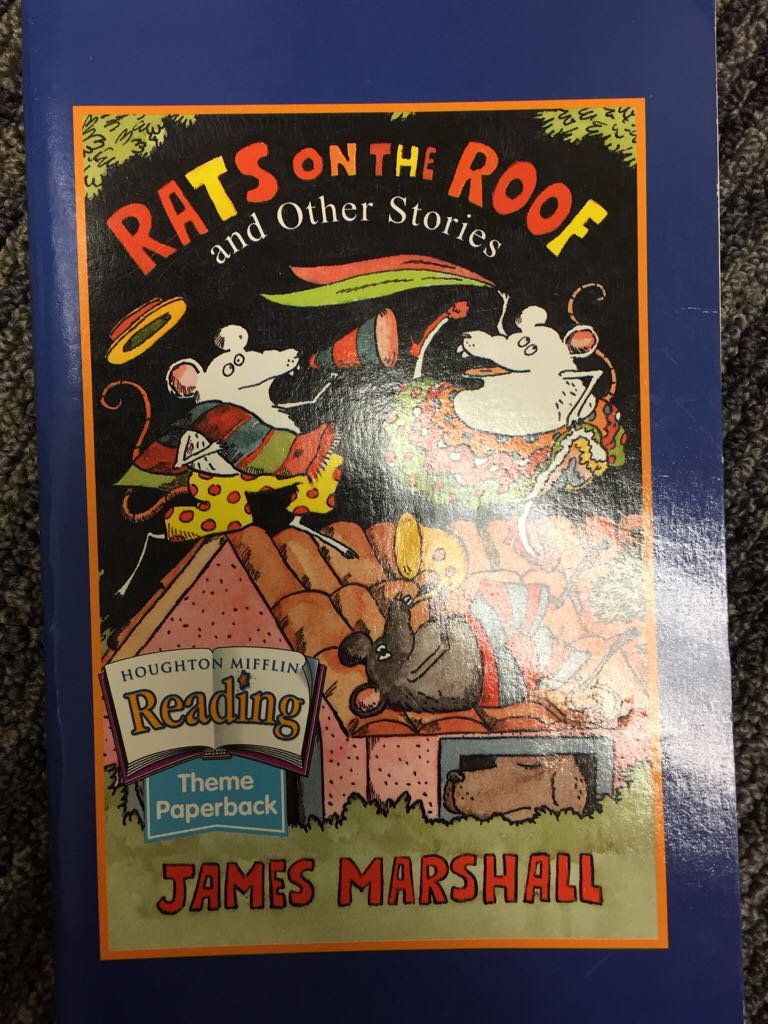 RATS ON THE ROOF
and Other Stories
HOUGHTON MIFFLIN
Reading
Theme
Paperback
JAMES MARSHALL